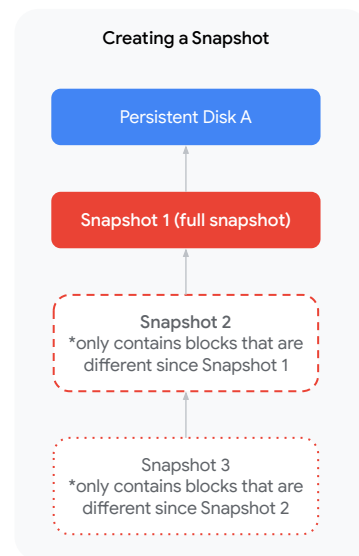 Creating a Snapshot
Persistent Disk A
Snapshot 1 (full snapshot)
Snapshot 2
*only contains blocks that are
different since Snapshot 1
Snapshot 3
*only contains blocks that are
different since Snapshot 2